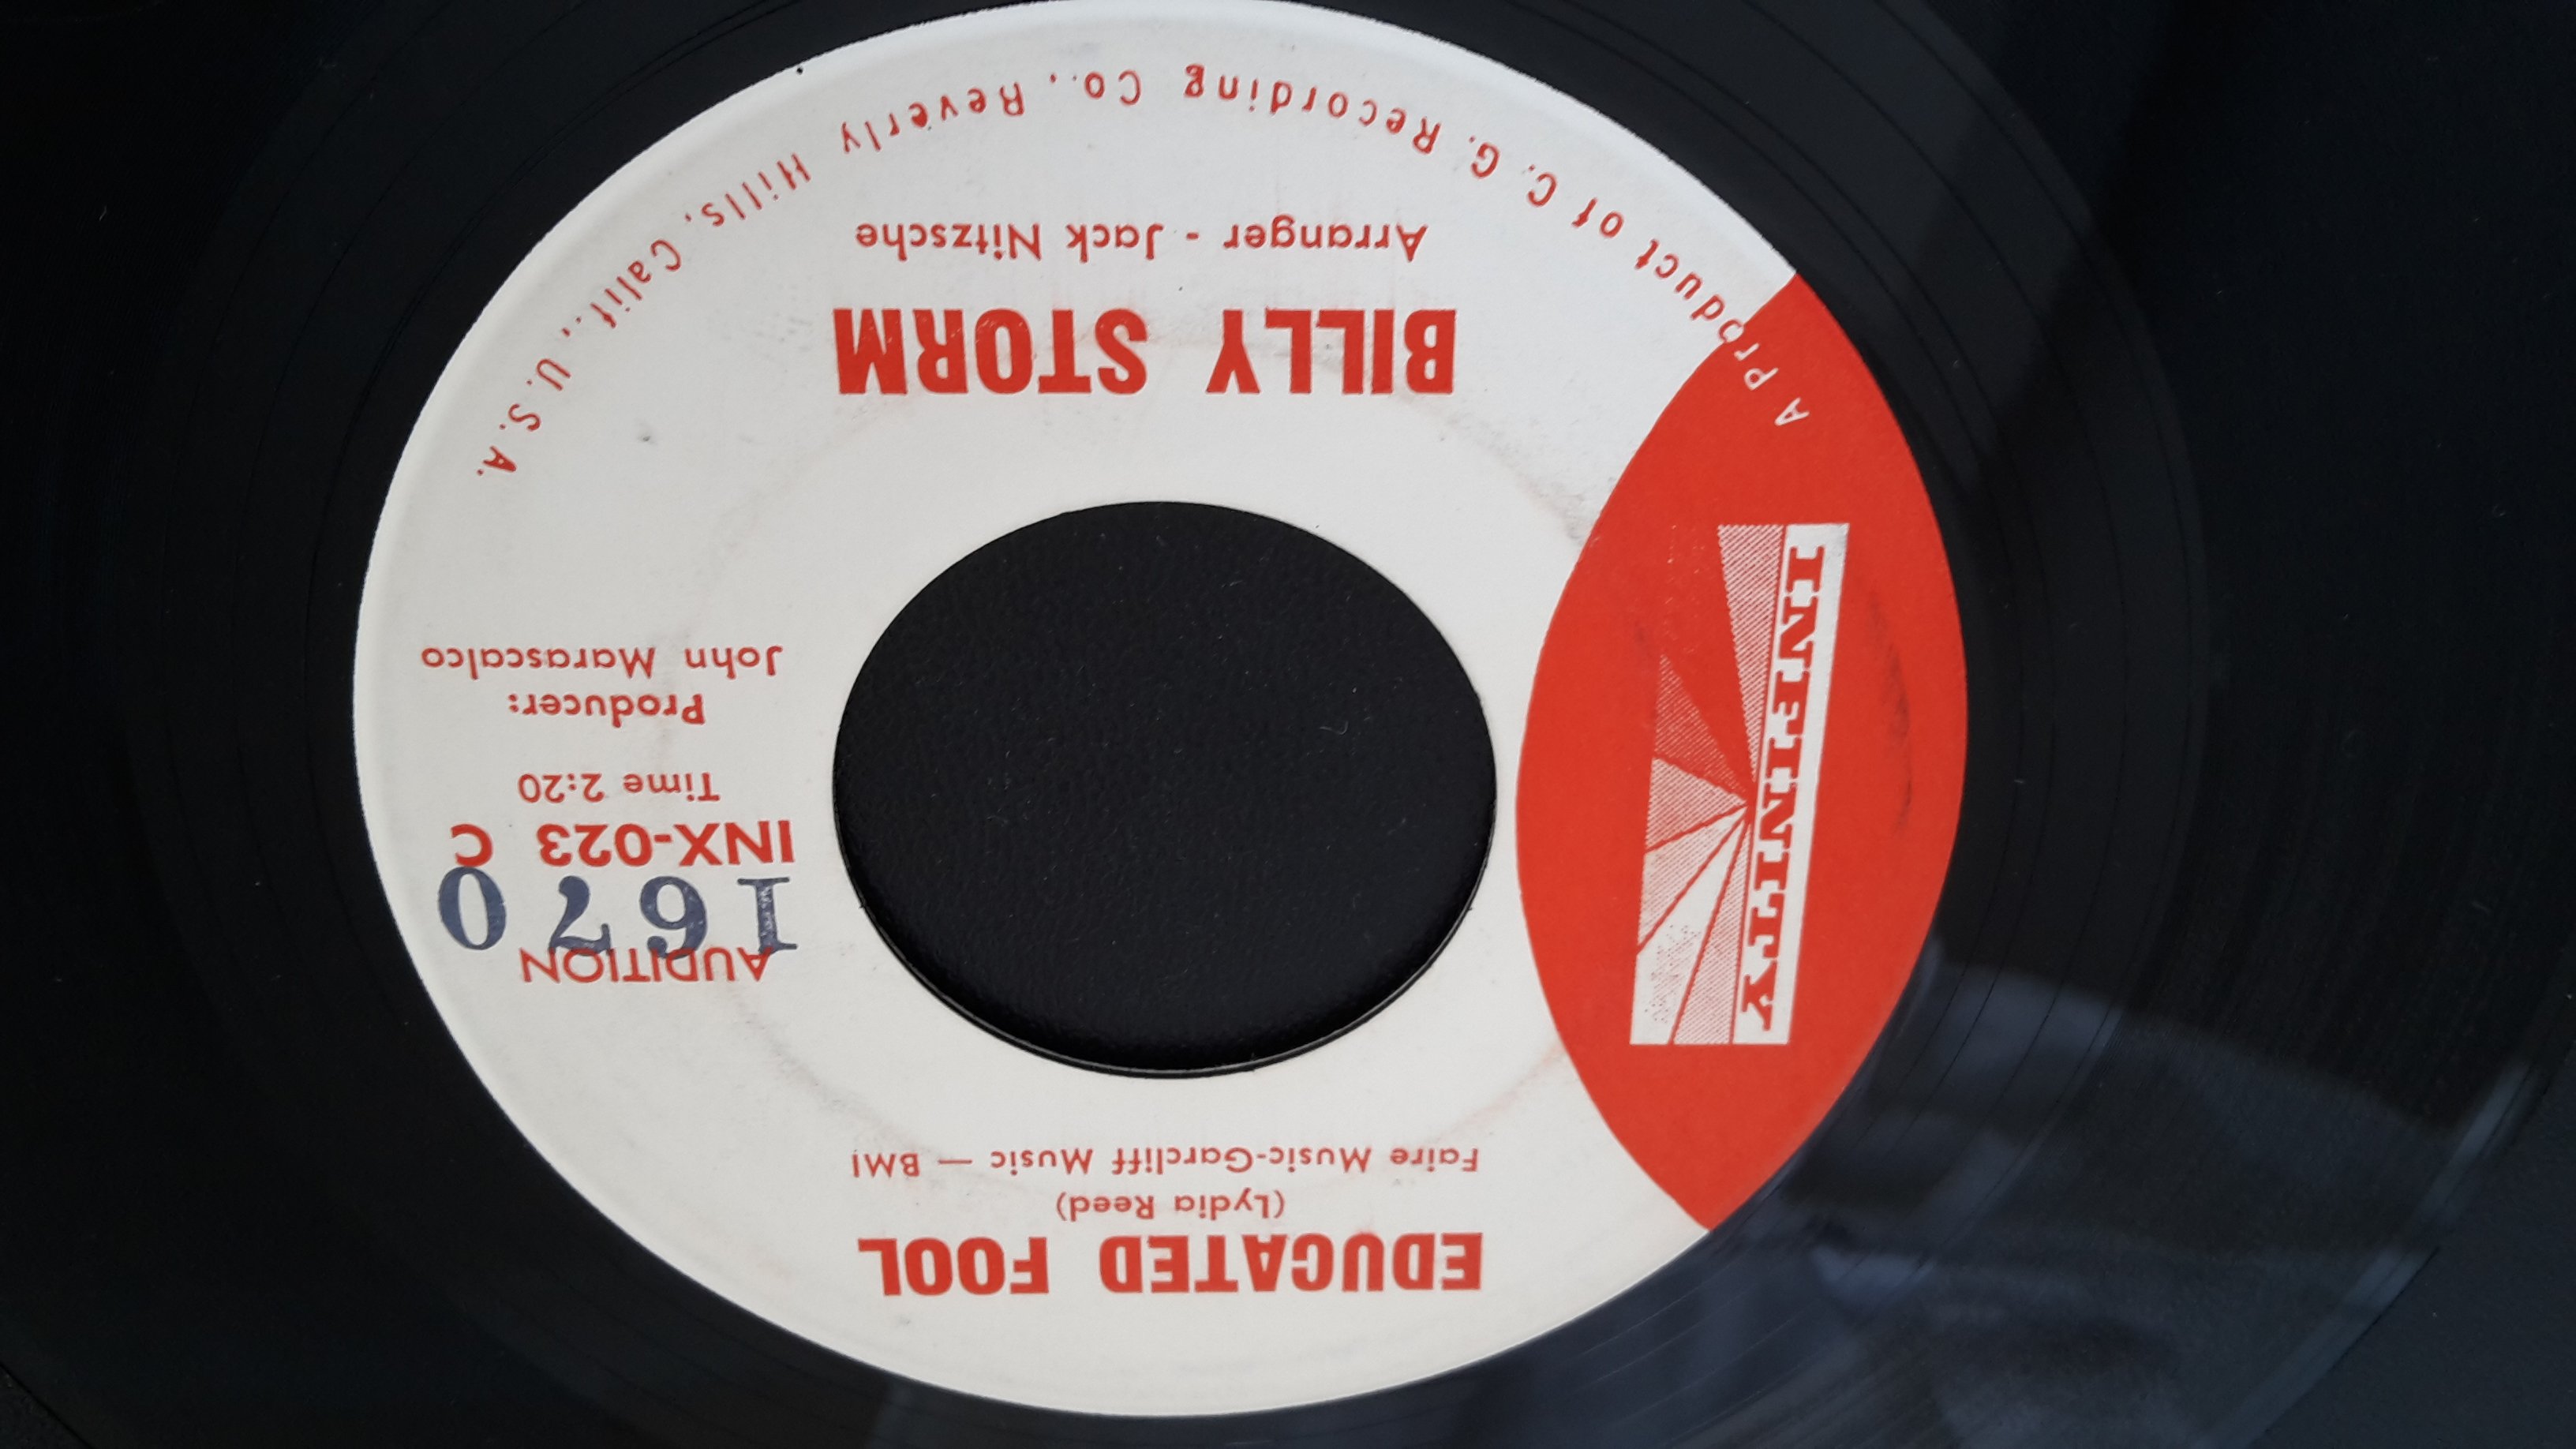 INFINITY
EDUCATED FOOL
(Lydia Reed)
Faire Music-Garcliff Music — BMI
AUDITION
1670
INX-023 C
Time 2:20
Producer:
John Marascalco
BILLY STORM
Arranger - Jack Nitzsche
A Product of C. G. Recording Co., Beverly Hills, Calif., U.S.A.